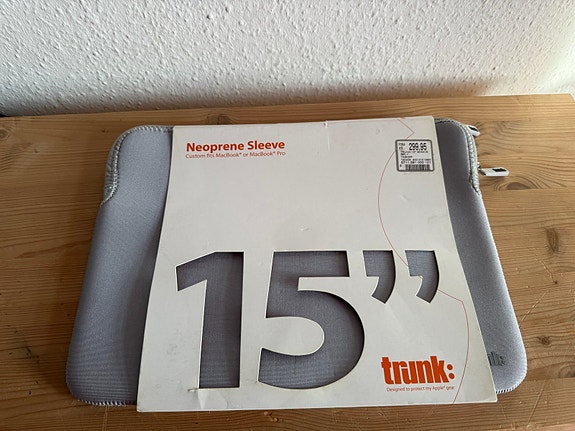 Neoprene Sleeve
Custom fits MacBook® or MacBook® Pro
299,95
15”
trunk:
Designed to protect my Apple® gear